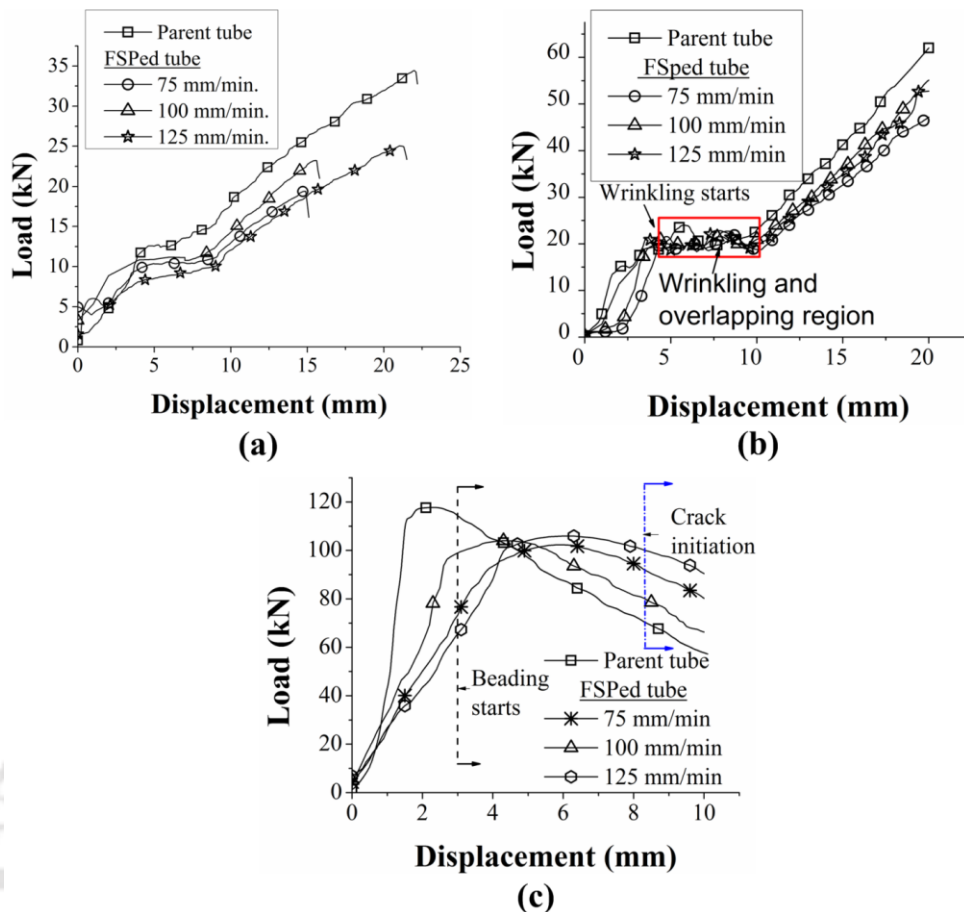 Parent tube
FSPed tube
75 mm/min.
100 mm/min.
125 mm/min.
35
30
25
20
15
10
5
0
Load (kN)
0 5 10 15 20 25
Displacement (mm)
(a)
Parent tube
FSped tube
75 mm/min
100 mm/min
125 mm/min
60
50
40
30
20
10
0
Load (kN)
Wrinkling starts
Wrinkling and
overlapping region
0 5 10 15 20
Displacement (mm)
(b)
120
100
80
60
40
20
0
Load (kN)
Crack
initiation
Beading
starts
Parent tube
FSPed tube
75 mm/min
100 mm/min
125 mm/min
0 2 4 6 8 10
Displacement (mm)
(c)